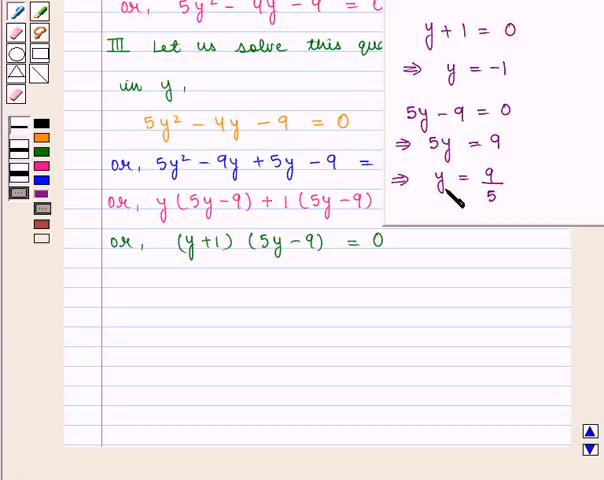 or, 5y² - 4y - 9 =
III Let us solve this
in y,
5y² - 4y - 9 = 0
or, 5y² - 9y + 5y - 9 =
or, y (5y-9) + 1 (5y-9)
or, (y+1) (5y-9) = 0
y + 1 = 0
⇒ y = -1
5y - 9 = 0
⇒ 5y = 9
⇒ y = 9/5